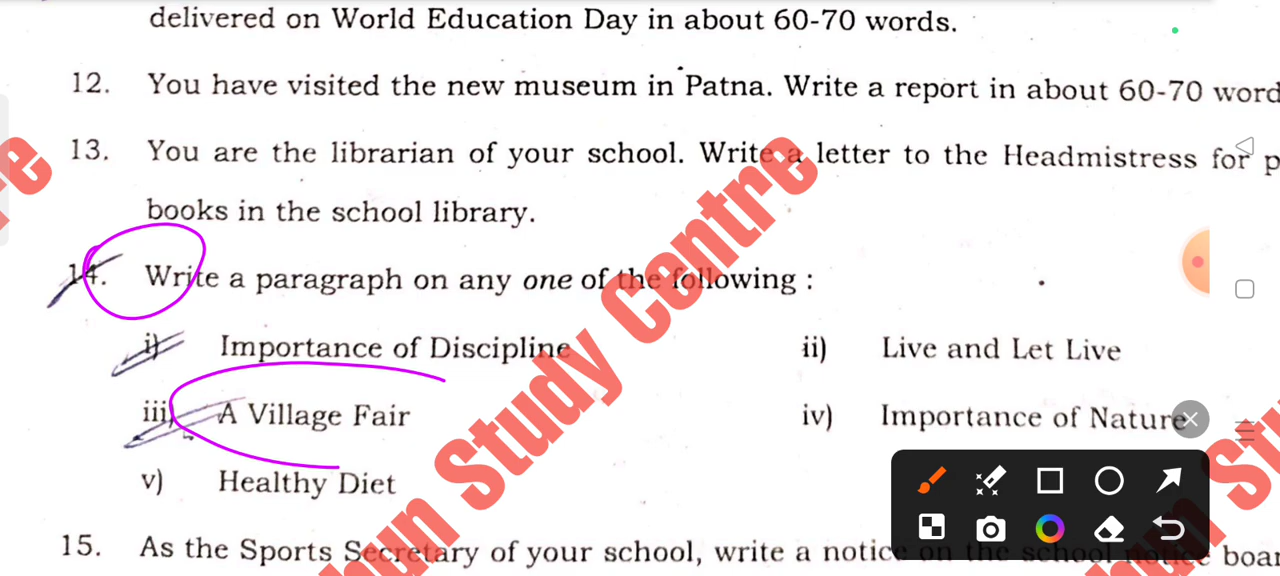 delivered on World Education Day in about 60-70 words.
12. You have visited the new museum in Patna. Write a report in about 60-70 word
13. You are the librarian of your school. Write a letter to the Headmistress for p
books in the school library.
14. Write a paragraph on any one of the following :
i) Importance of Discipline ii) Live and Let Live
iii) A Village Fair iv) Importance of Nature
v) Healthy Diet
15. As the Sports Secretary of your school, write a notice on the school notice boar
Study Centre